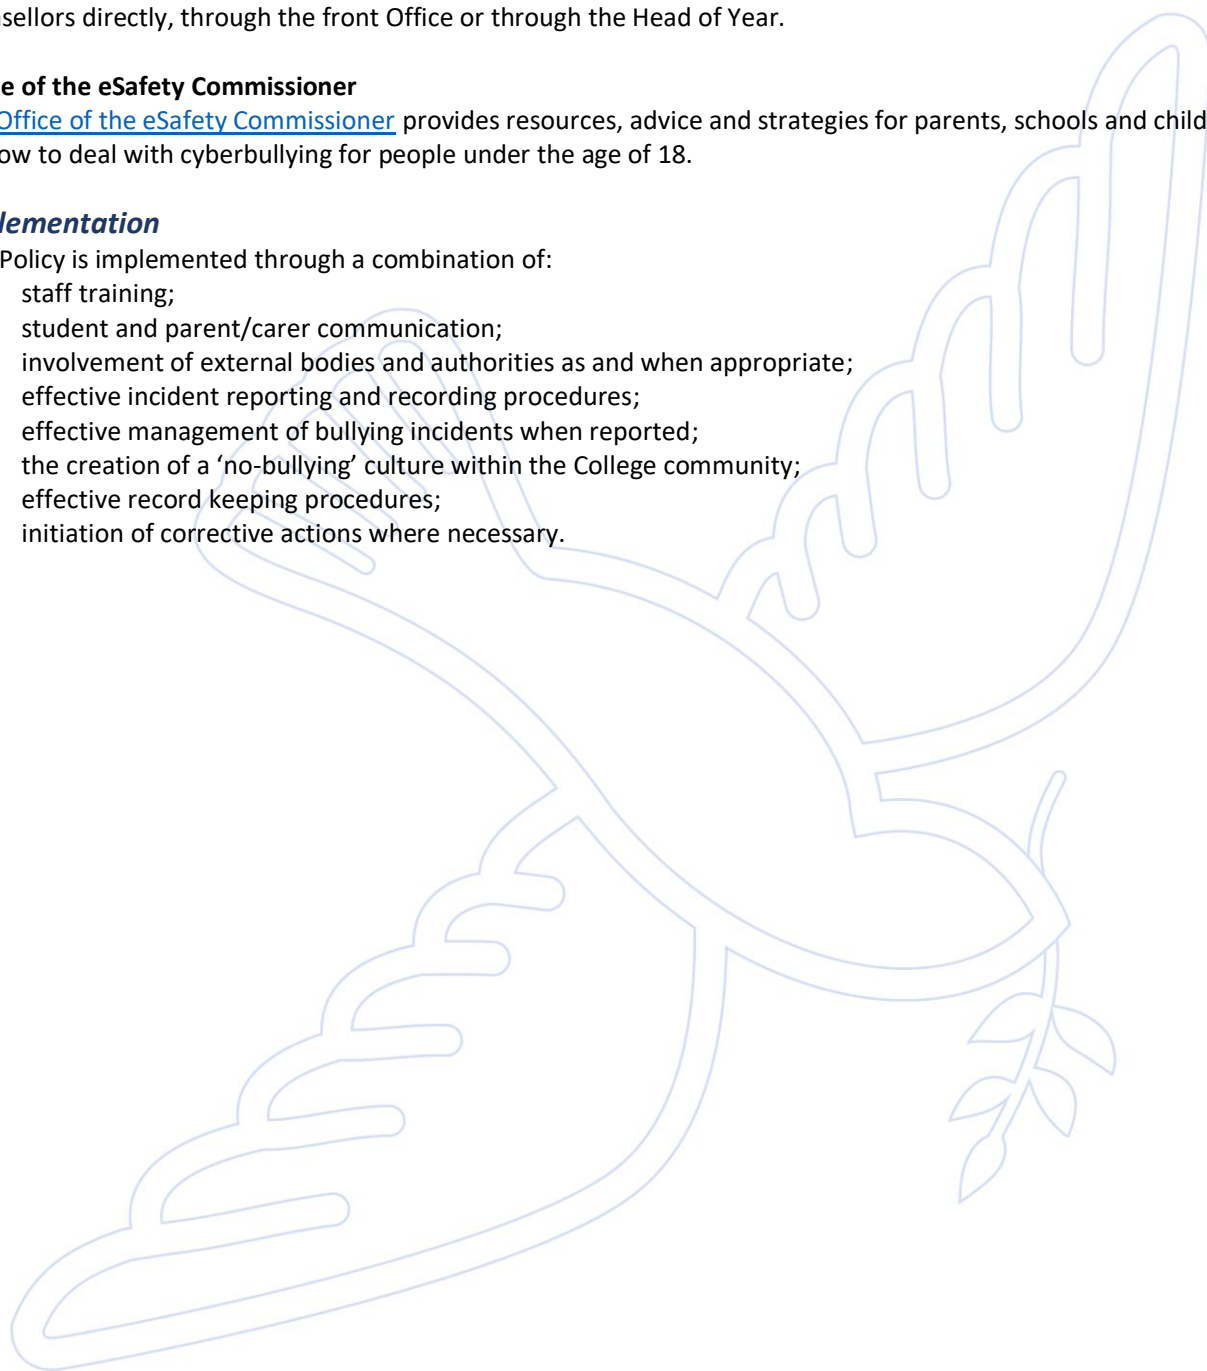 sellors directly, through the front Office or through the Head of Year.
e of the eSafety Commissioner
Office of the eSafety Commissioner provides resources, advice and strategies for parents, schools and child
ow to deal with cyberbullying for people under the age of 18.
lementation
Policy is implemented through a combination of:
staff training;
student and parent/carer communication;
involvement of external bodies and authorities as and when appropriate;
effective incident reporting and recording procedures;
effective management of bullying incidents when reported;
the creation of a ‘no-bullying’ culture within the College community;
effective record keeping procedures;
initiation of corrective actions where necessary.